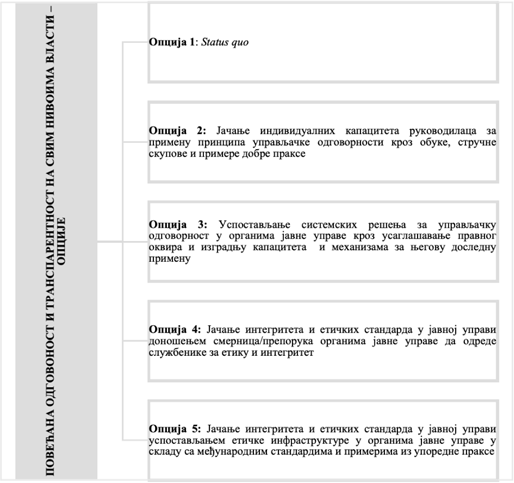 ПОВЕЋАНА ОДГОВОНОСТ И ТРАНСПАРЕНТНОСТ НА СВИМ НИВОИМА ВЛАСТИ –
ОПЦИЈЕ
Опција 1: Status quo
Опција 2: Јачање индивидуалних капацитета руководилаца за
примену принципа управљачке одговорности кроз обуке, стручне
скупове и примере добре праксе
Опција 3: Успостављање системских решења за управљачку
одговорност у органима јавне управе кроз усаглашавање правног
оквира и изградњу капацитета и механизама за његову доследну
примену
Опција 4: Јачање интегритета и етичких стандарда у јавној управи
доношењем смерница/препорука органима јавне управе да одреде
службенике за етику и интегритет
Опција 5: Јачање интегритета и етичких стандарда у јавној управи
успостављањем етичке инфраструктуре у органима јавне управе у
складу са међународним стандардима и примерима из упоредне праксе